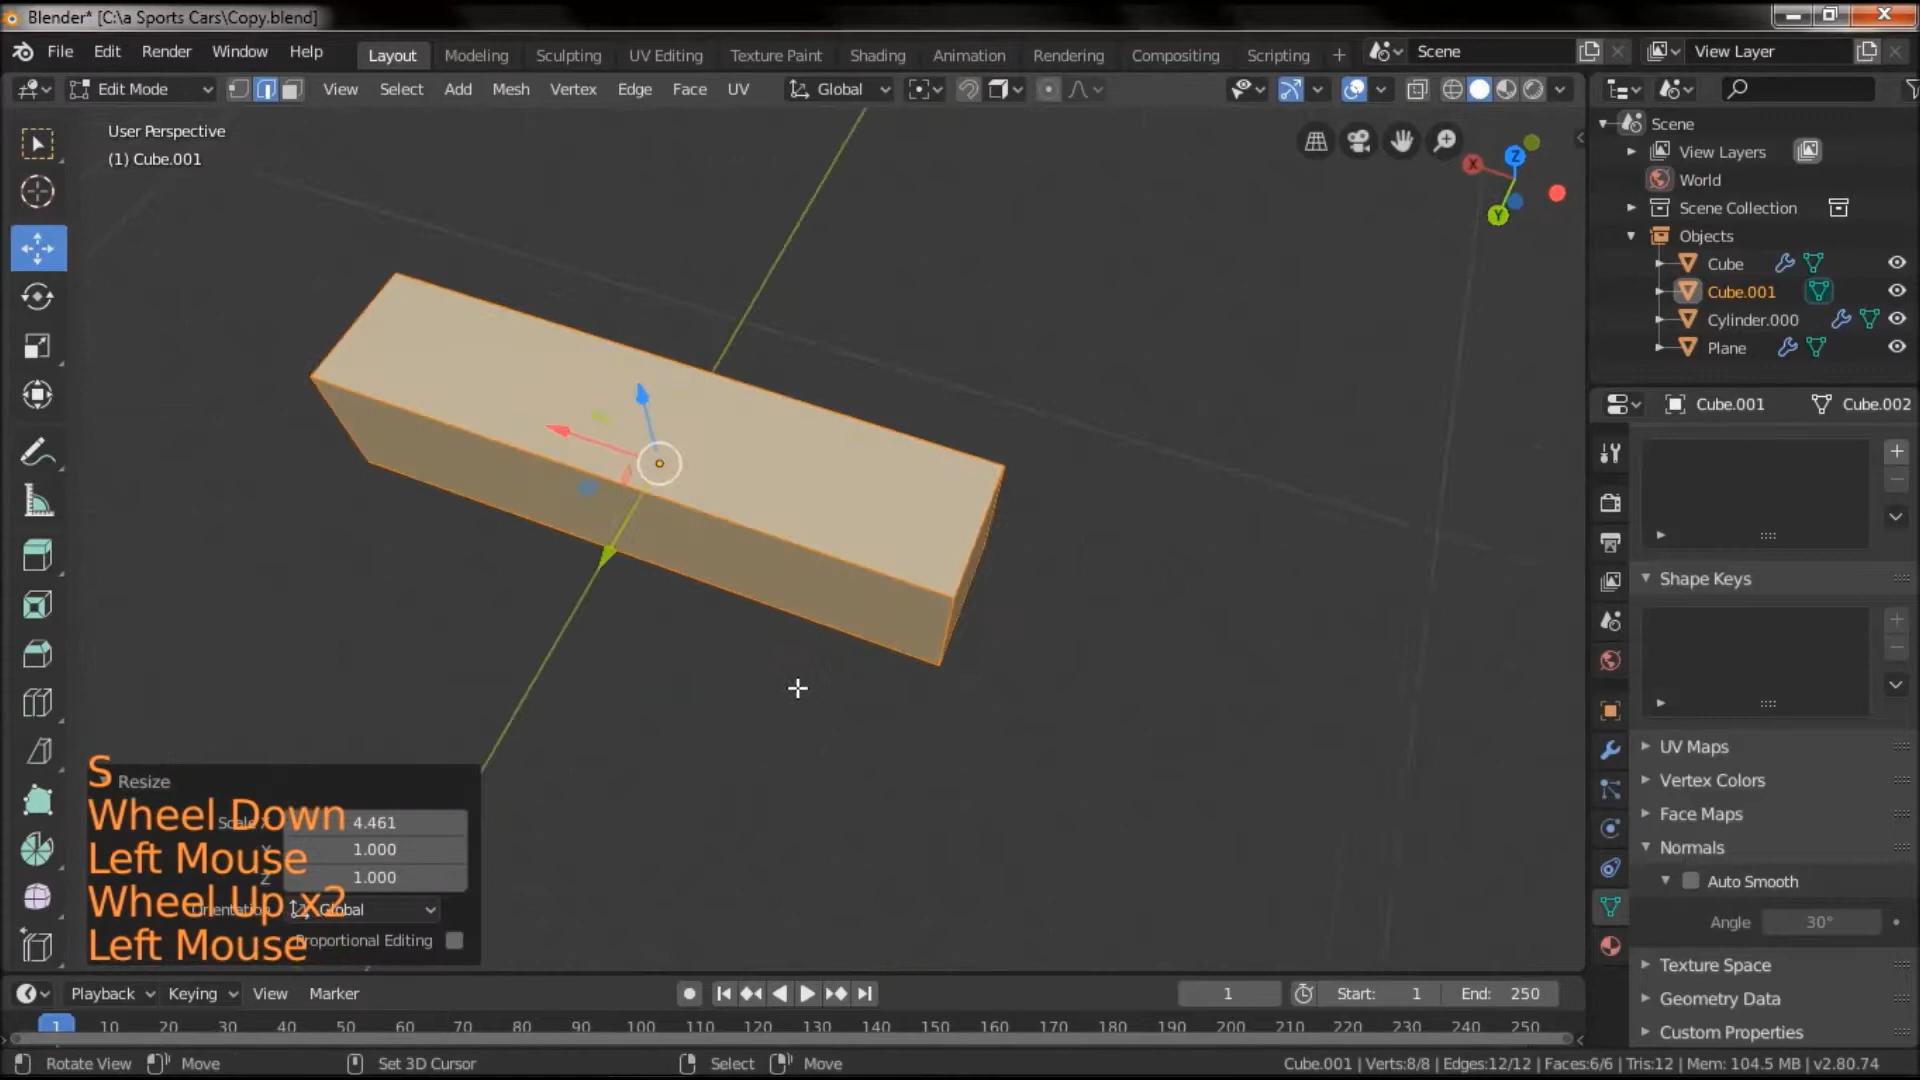 Blender* [C:\a Sports Cars\Copy.blend]
File Edit Render Window Help Layout Modeling Sculpting UV Editing Texture Paint Shading Animation Rendering Compositing Scripting + Scene View Layer
Edit Mode View Select Add Mesh Vertex Edge Face UV Global
User Perspective
(1) Cube.001
X Z Y
Scene
View Layers
World
Scene Collection
Objects
Cube
Cube.001
Cylinder.000
Plane
Cube.001 Cube.002
Shape Keys
UV Maps
Vertex Colors
Face Maps
Normals
Auto Smooth
Angle 30°
Texture Space
Geometry Data
Custom Properties
S
Resize
Wheel Down
Scale X 4.461
Left Mouse
Y 1.000
Z 1.000
Wheel Up x2
Orientation Global
Left Mouse
Proportional Editing
Playback Keying View Marker 1 Start: 1 End: 250
1 10 20 30 40 50 60 70 80 90 100 110 120 130 140 150 160 170 180 190 200 210 220 230 240 250
Rotate View Move Set 3D Cursor Select Move Cube.001 | Verts:8/8 | Edges:12/12 | Faces:6/6 | Tris:12 | Mem: 104.5 MB | v2.80.74